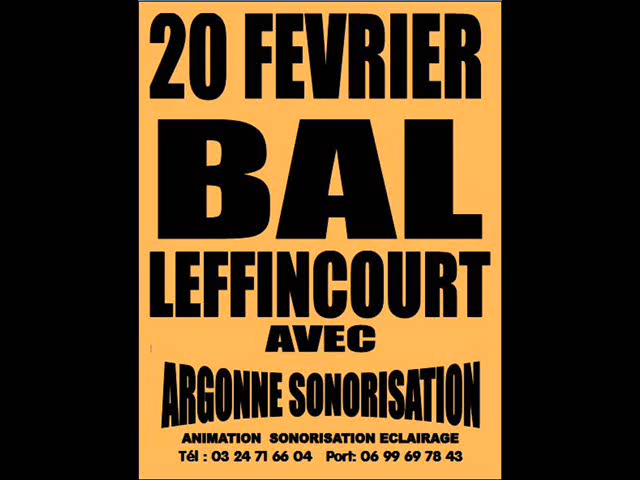 20 FEVRIER
BAL
LEFFINCOURT
AVEC
ARGONNE SONORISATION
ANIMATION SONORISATION ECLAIRAGE
Tél : 03 24 71 66 04 Port: 06 99 69 78 43